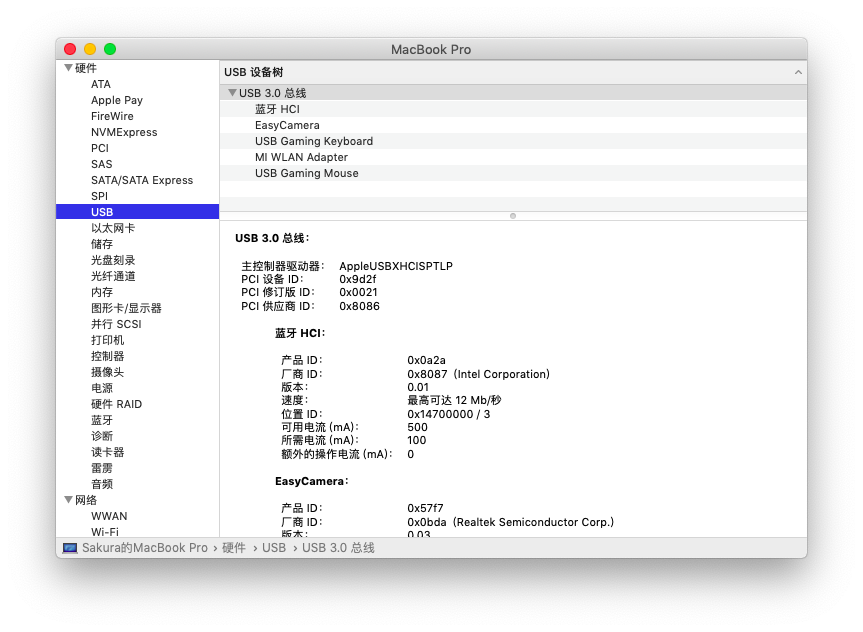 MacBook Pro
硬件
ATA
Apple Pay
FireWire
NVMExpress
PCI
SAS
SATA/SATA Express
SPI
USB
以太网卡
储存
光盘刻录
光纤通道
内存
图形卡/显示器
并行 SCSI
打印机
控制器
摄像头
电源
硬件 RAID
蓝牙
诊断
读卡器
雷雳
音频
网络
WWAN
Wi-Fi
USB 设备树
USB 3.0 总线
蓝牙 HCI
EasyCamera
USB Gaming Keyboard
MI WLAN Adapter
USB Gaming Mouse
USB 3.0 总线：
主控制器驱动器： AppleUSBXHCISPTLP
PCI 设备 ID： 0x9d2f
PCI 修订版 ID： 0x0021
PCI 供应商 ID： 0x8086
蓝牙 HCI：
产品 ID： 0x0a2a
厂商 ID： 0x8087（Intel Corporation)
版本： 0.01
速度： 最高可达 12 Mb/秒
位置 ID： 0x14700000 / 3
可用电流 (mA)： 500
所需电流 (mA)： 100
额外的操作电流 (mA)： 0
EasyCamera：
产品 ID： 0x57f7
厂商 ID： 0x0bda（Realtek Semiconductor Corp.)
版本： 0.03
Sakura的MacBook Pro › 硬件 › USB › USB 3.0 总线